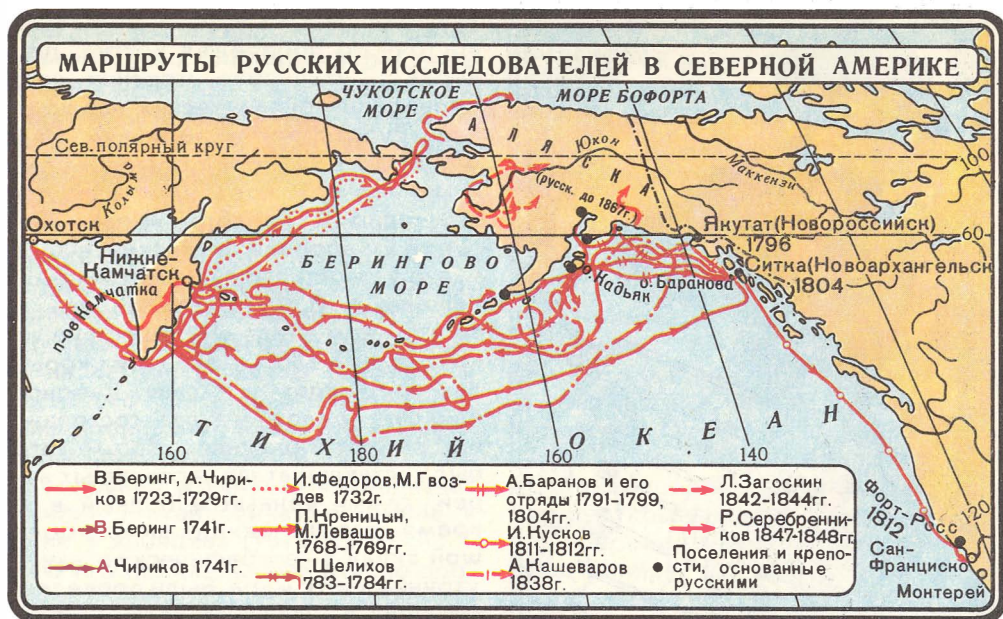 МАРШРУТЫ РУССКИХ ИССЛЕДОВАТЕЛЕЙ В СЕВЕРНОЙ АМЕРИКЕ
ЧУКОТСКОЕ
МОРЕ
МОРЕ БОФОРТА
АЛЯСКА
(русск. до 1867г.)
Юкон
Маккензи
Сев.полярный круг
100
Колыма
Охотск
Нижне-
Камчатск
п-ов Камчатка
БЕРИНГОВО
МОРЕ
о.Кадьяк
о. Баранова
60
Якутат(Новороссийск)
1796
Ситка(Новоархангельск
1804
ТИХИЙ ОКЕАН
160
180
160
140
120
Форт-Росс
1812
Сан-
Франциско
Монтерей
В.Беринг, А.Чири-
ков 1723-1729гг.
В.Беринг 1741г.
А.Чириков 1741г.
И.Федоров,М.Гвоз-
дев 1732г.
П.Креницын,
М.Левашов
1768-1769гг.
Г.Шелихов
783-1784гг.
А.Баранов и его
отряды 1791-1799,
1804гг.
И.Кусков
1811-1812гг.
А.Кашеваров
1838г.
Л.Загоскин
1842-1844гг.
Р.Серебренни-
ков 1847-1848гг.
Поселения и крепо-
сти, основанные
русскими